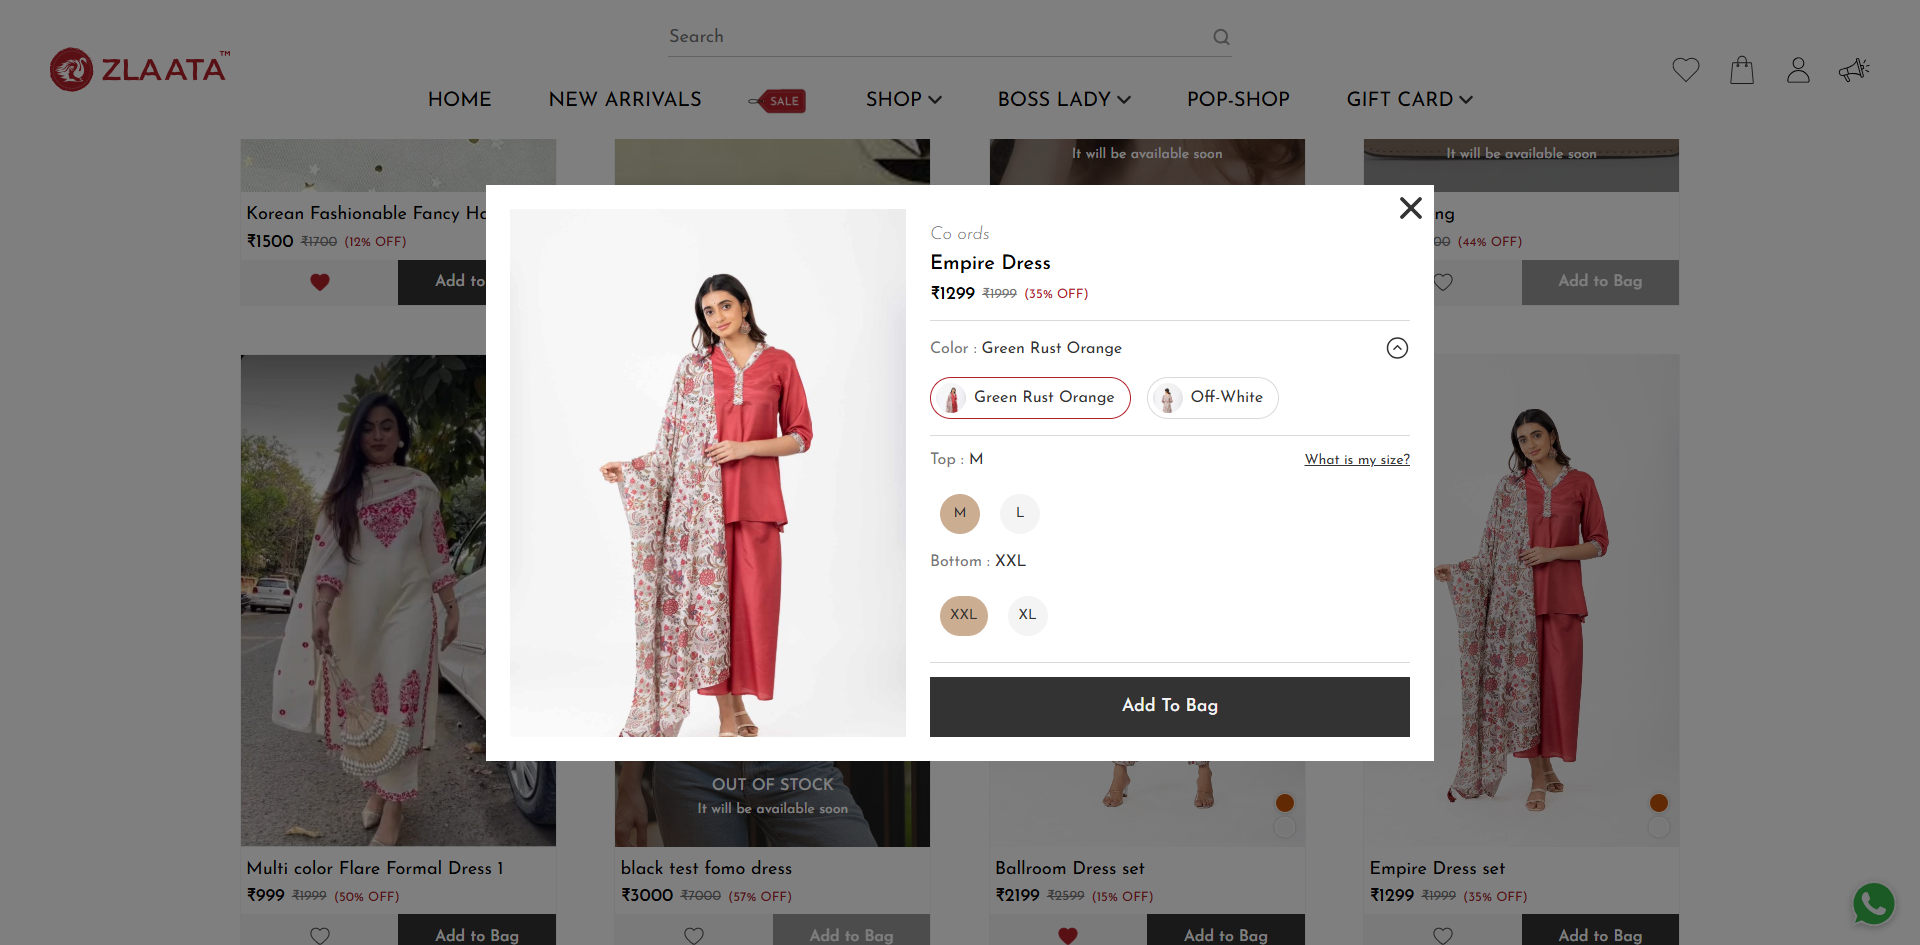 Search
ZLAATA™
HOME NEW ARRIVALS SALE SHOP BOSS LADY POP-SHOP GIFT CARD
It will be available soon
It will be available soon
Korean Fashionable Fancy
₹1500 ₹1700 (12% OFF)
Add to
(44% OFF)
Add to Bag
Co ords
Empire Dress
₹1299 ₹1999 (35% OFF)
Color : Green Rust Orange
Green Rust Orange Off-White
Top : M What is my size?
M L
Bottom : XXL
XXL XL
Add To Bag
OUT OF STOCK
It will be available soon
Multi color Flare Formal Dress 1
₹999 ₹1999 (50% OFF)
Add to Bag
black test fomo dress
₹3000 ₹7000 (57% OFF)
Add to Bag
Ballroom Dress set
₹2199 ₹2599 (15% OFF)
Add to Bag
Empire Dress set
₹1299 ₹1999 (35% OFF)
Add to Bag